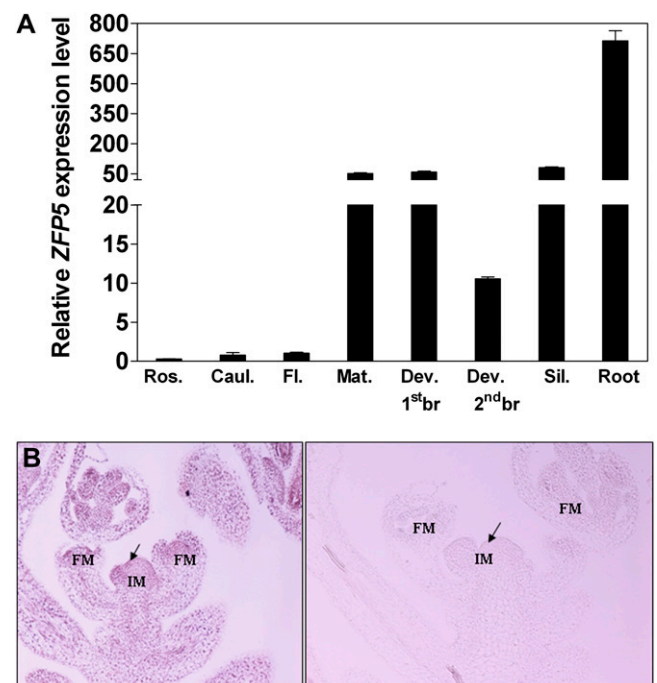 A
Relative ZFP5 expression level
800
650
500
350
200
50
20
15
10
5
0
Ros. Caul. Fl. Mat. Dev. Dev. Sil. Root
1stbr 2ndbr
B
FM IM FM
FM IM FM